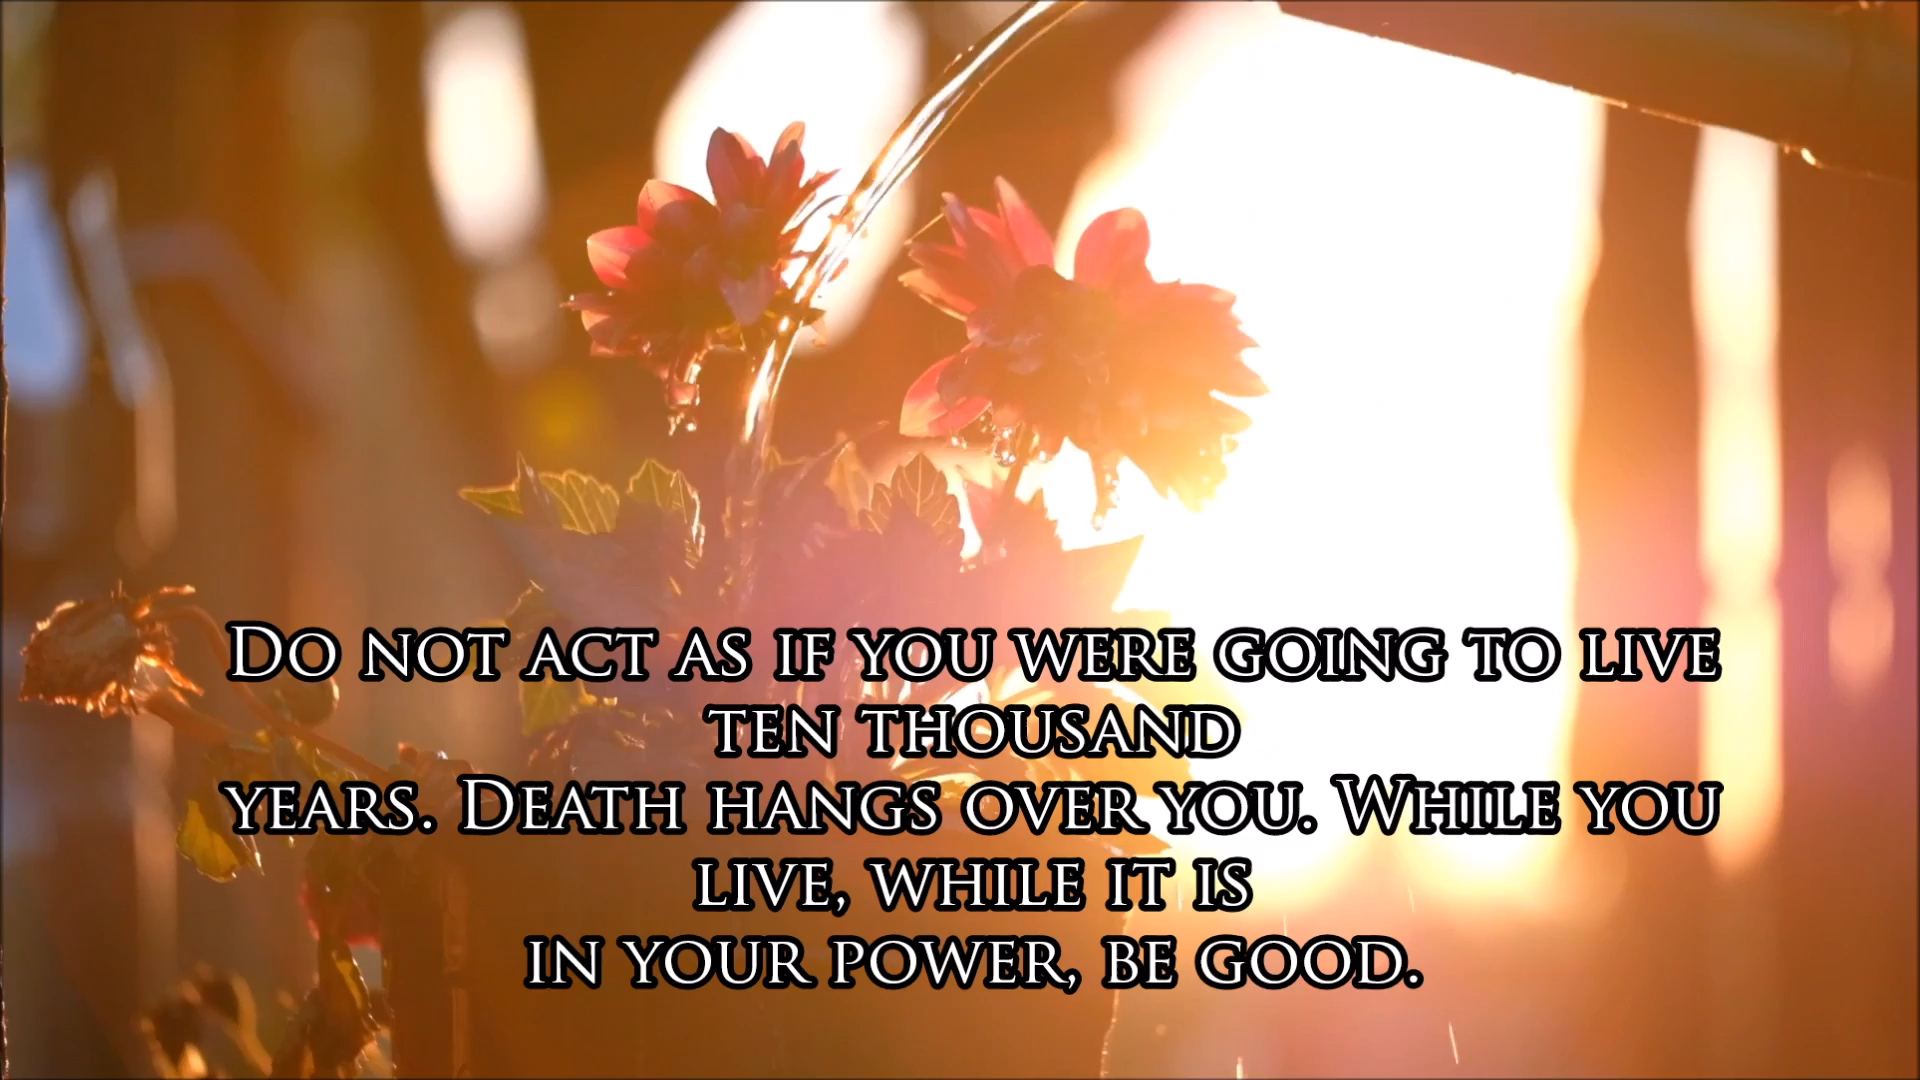 Do not act as if you were going to live
ten thousand
years. Death hangs over you. While you
live, while it is
in your power, be good.